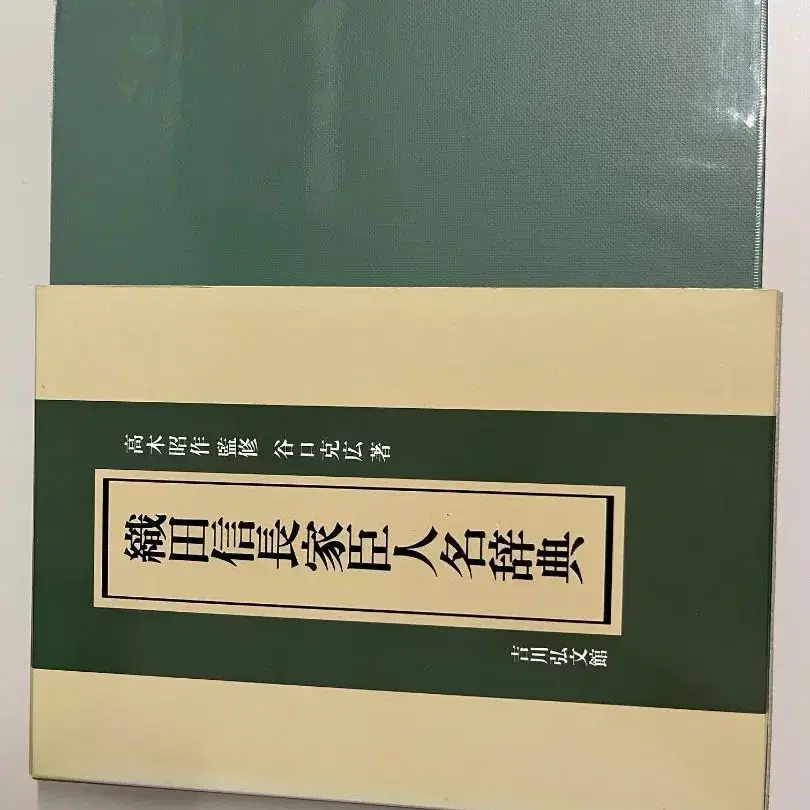 高木昭作 監修　谷口克広 著
織田信長家臣人名辞典
吉川弘文館